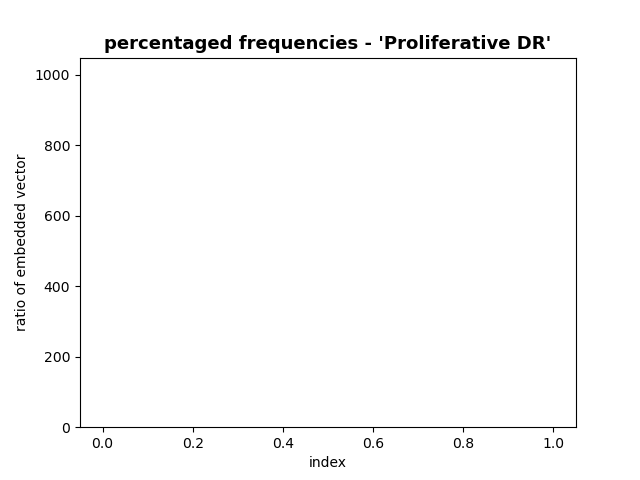 percentaged frequencies - 'Proliferative DR'
1000
800
600
400
200
0
ratio of embedded vector
0.0 0.2 0.4 0.6 0.8 1.0
index